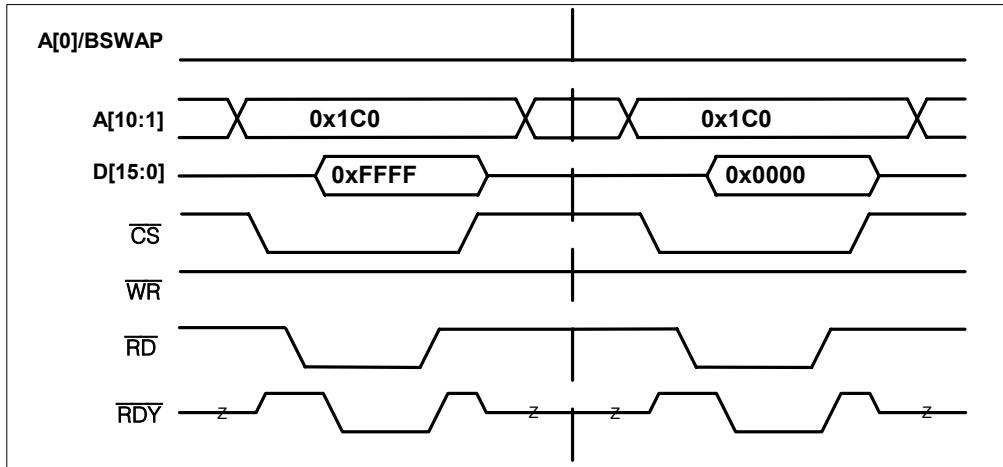 A[0]/BSWAP
A[10:1] 0x1C0 0x1C0
D[15:0] 0xFFFF 0x0000
CS
WR
RD
RDY Z Z Z Z